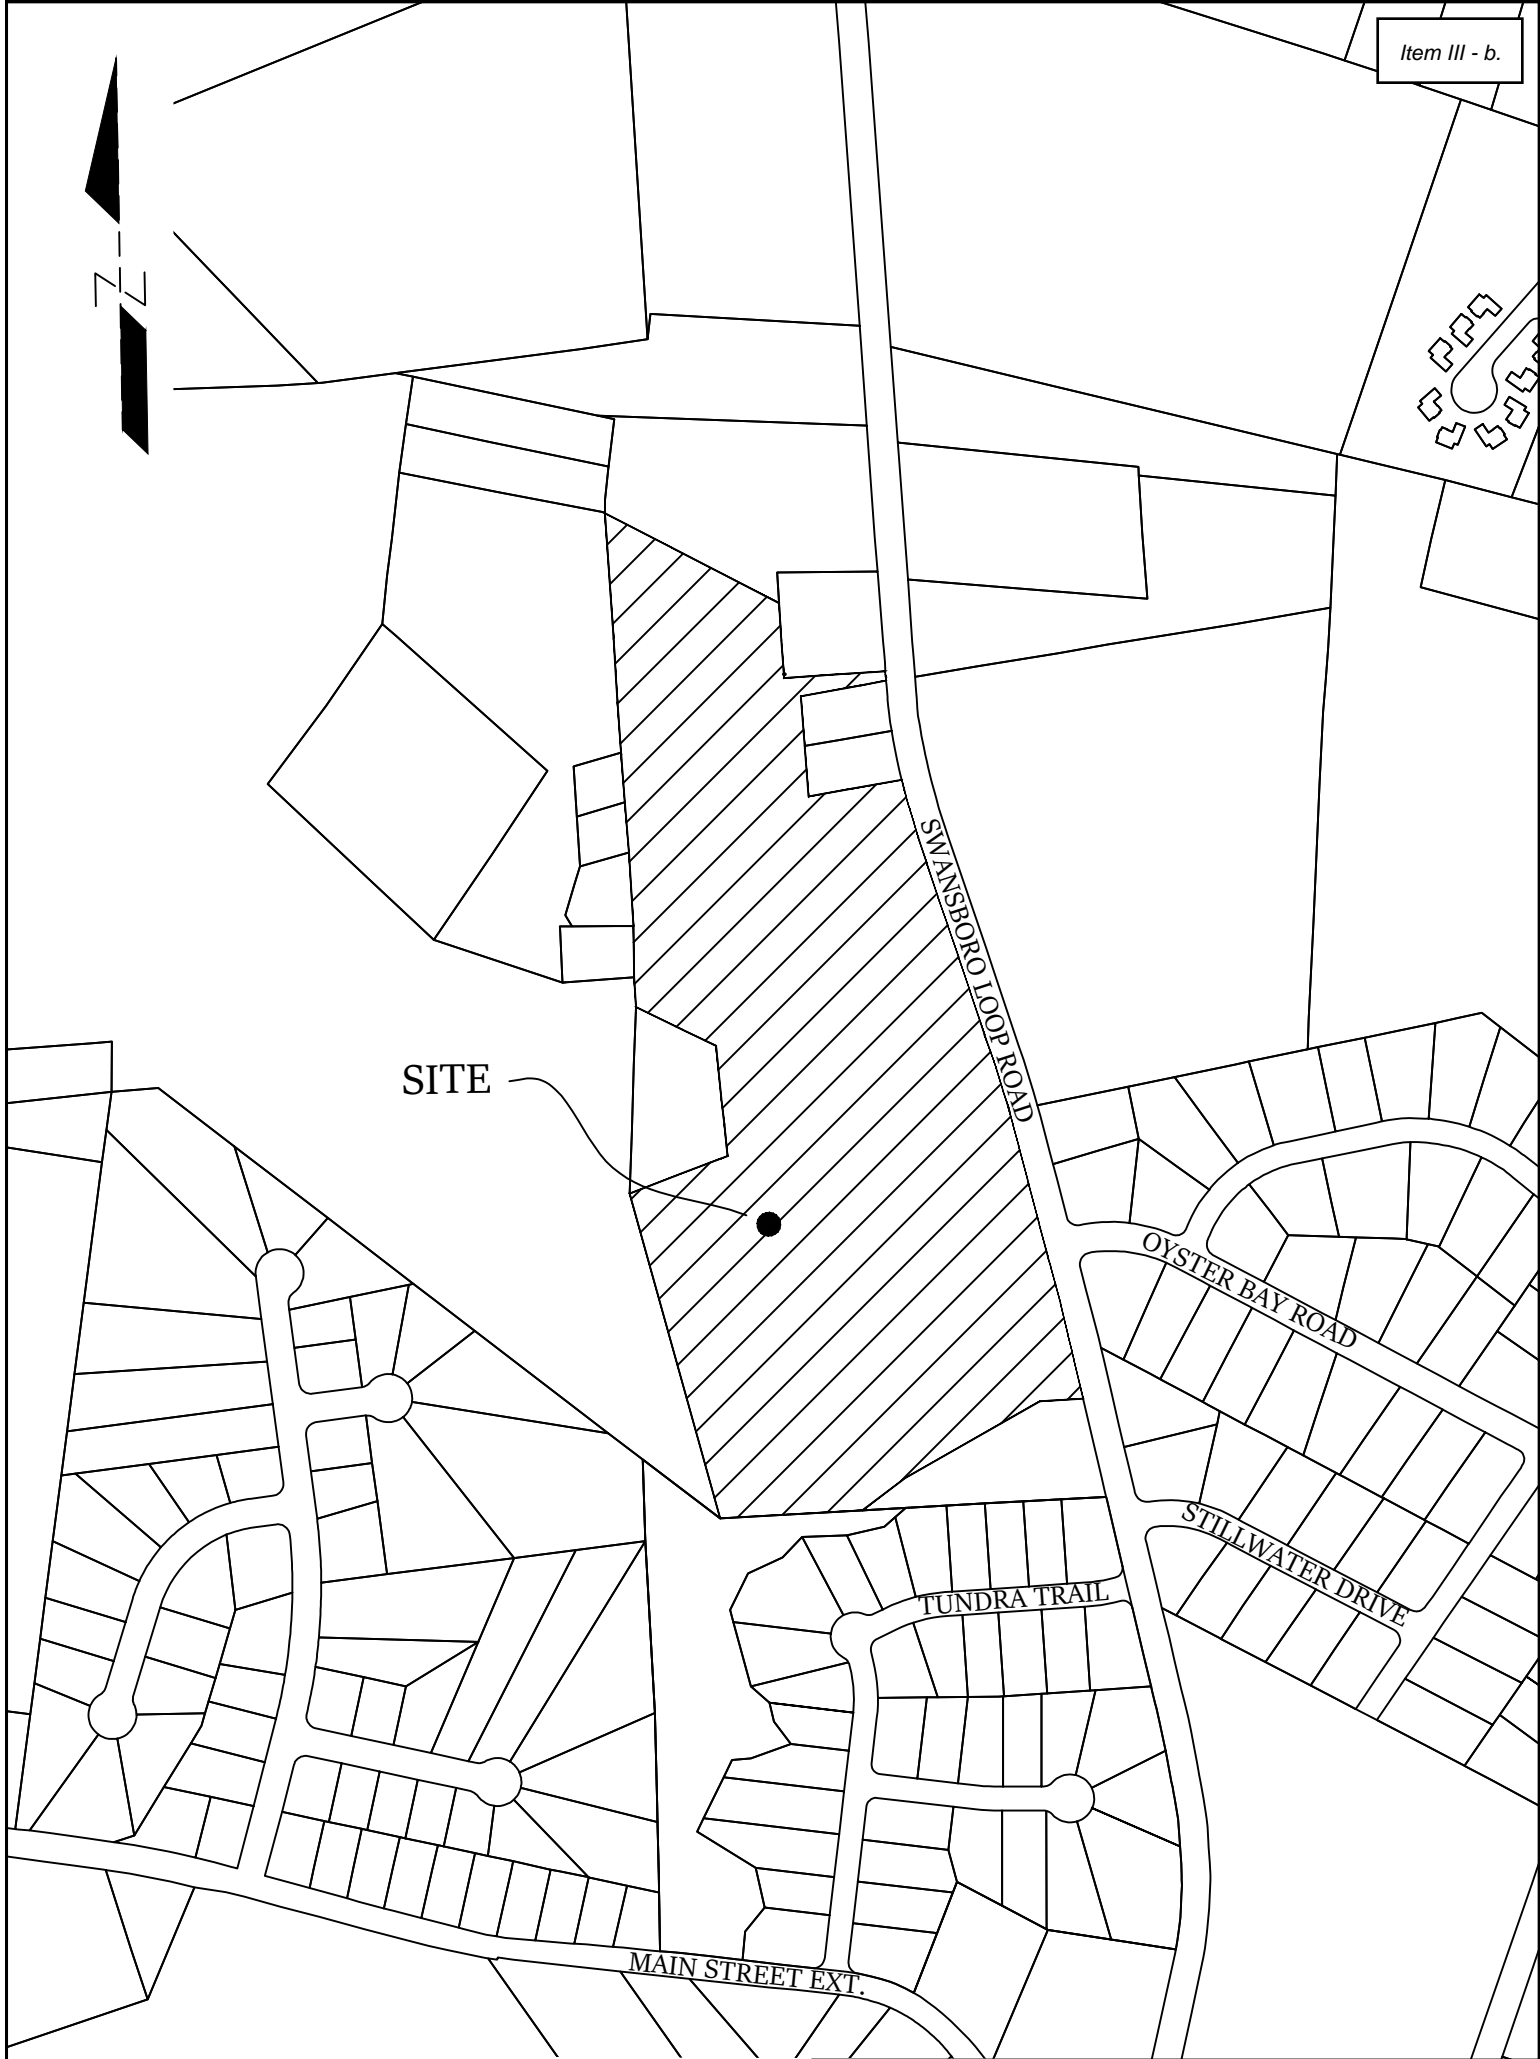 Item III - b.
N
SWANSBORO LOOP ROAD
SITE
OYSTER BAY ROAD
STILLWATER DRIVE
TUNDRA TRAIL
MAIN STREET EXT.